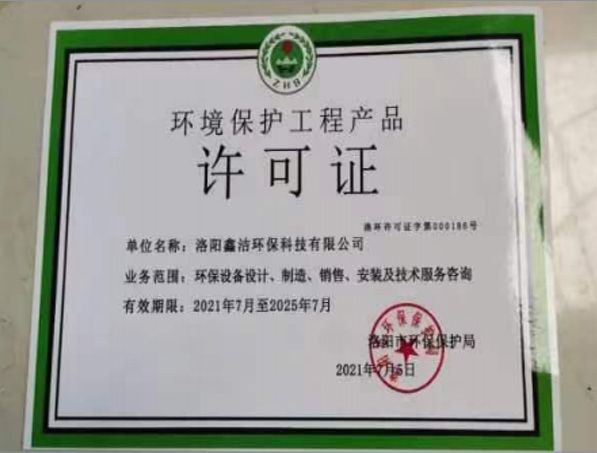 ZHB
环境保护工程产品
许可证
洛环许可证字第000186号
单位名称：洛阳鑫洁环保科技有限公司
业务范围：环保设备设计、制造、销售、安装及技术服务咨询
有效期限：2021年7月至2025年7月
洛阳市环保保护局
2021年7月5日